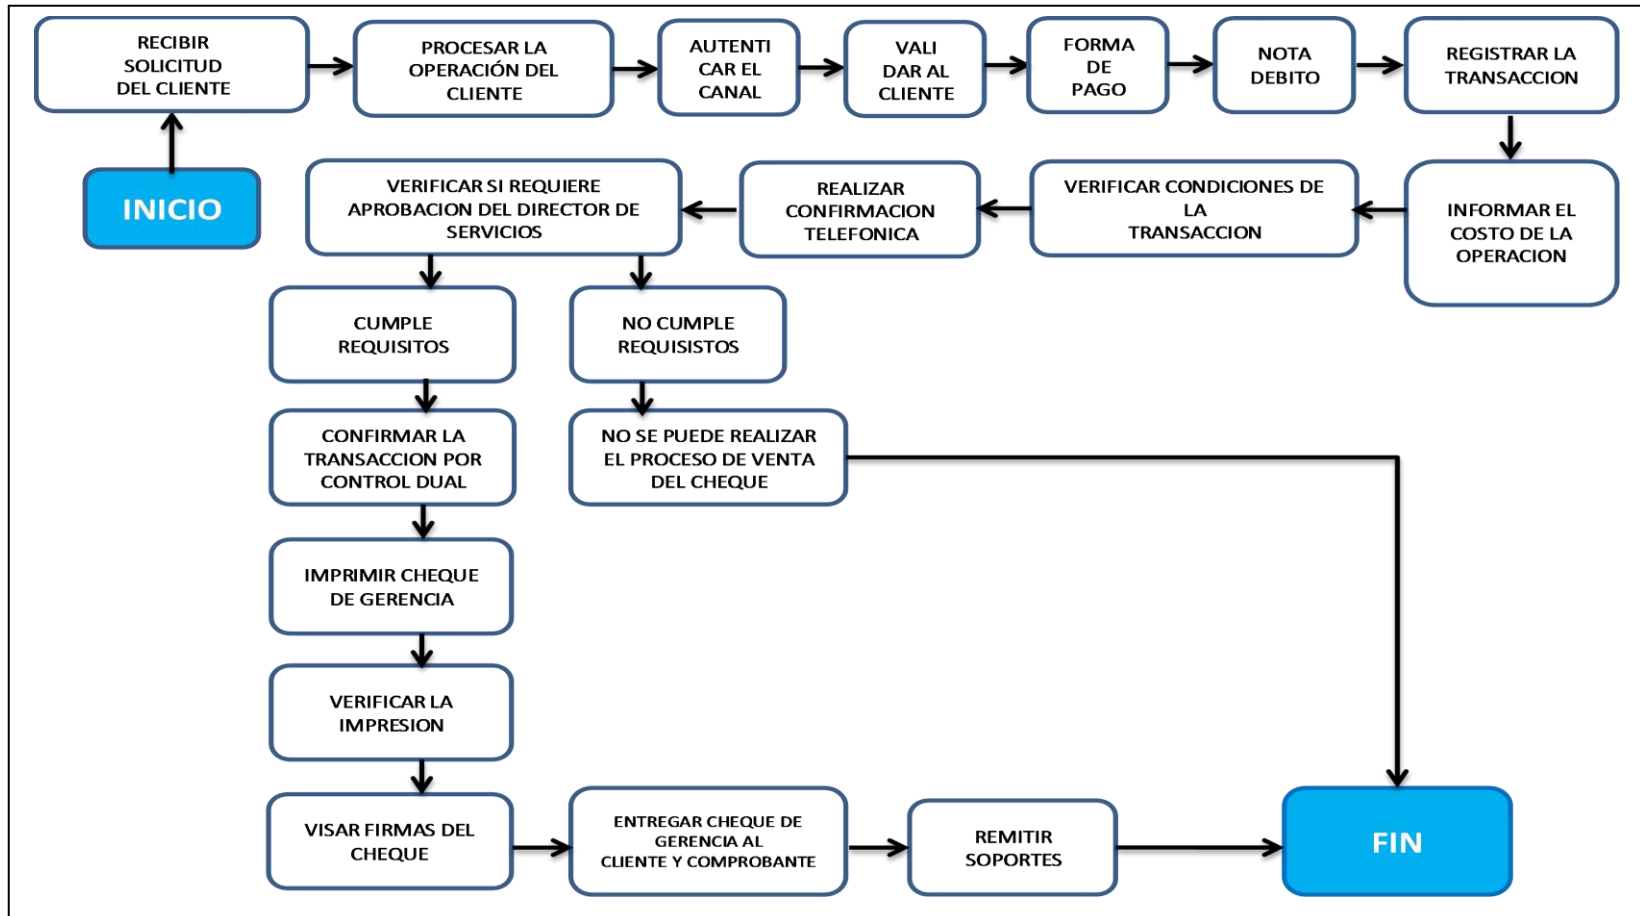 RECIBIR
SOLICITUD
DEL CLIENTE
PROCESAR LA
OPERACIÓN DEL
CLIENTE
AUTENTI
CAR EL
CANAL
VALI
DAR AL
CLIENTE
FORMA
DE
PAGO
NOTA
DEBITO
REGISTRAR LA
TRANSACCION
INICIO
VERIFICAR SI REQUIERE
APROBACION DEL DIRECTOR DE
SERVICIOS
REALIZAR
CONFIRMACION
TELEFONICA
VERIFICAR CONDICIONES DE
LA
TRANSACCION
INFORMAR EL
COSTO DE LA
OPERACION
CUMPLE
REQUISITOS
NO CUMPLE
REQUISISTOS
CONFIRMAR LA
TRANSACCION POR
CONTROL DUAL
NO SE PUEDE REALIZAR
EL PROCESO DE VENTA
DEL CHEQUE
IMPRIMIR CHEQUE
DE GERENCIA
VERIFICAR LA
IMPRESION
VISAR FIRMAS DEL
CHEQUE
ENTREGAR CHEQUE DE
GERENCIA AL
CLIENTE Y COMPROBANTE
REMITIR
SOPORTES
FIN